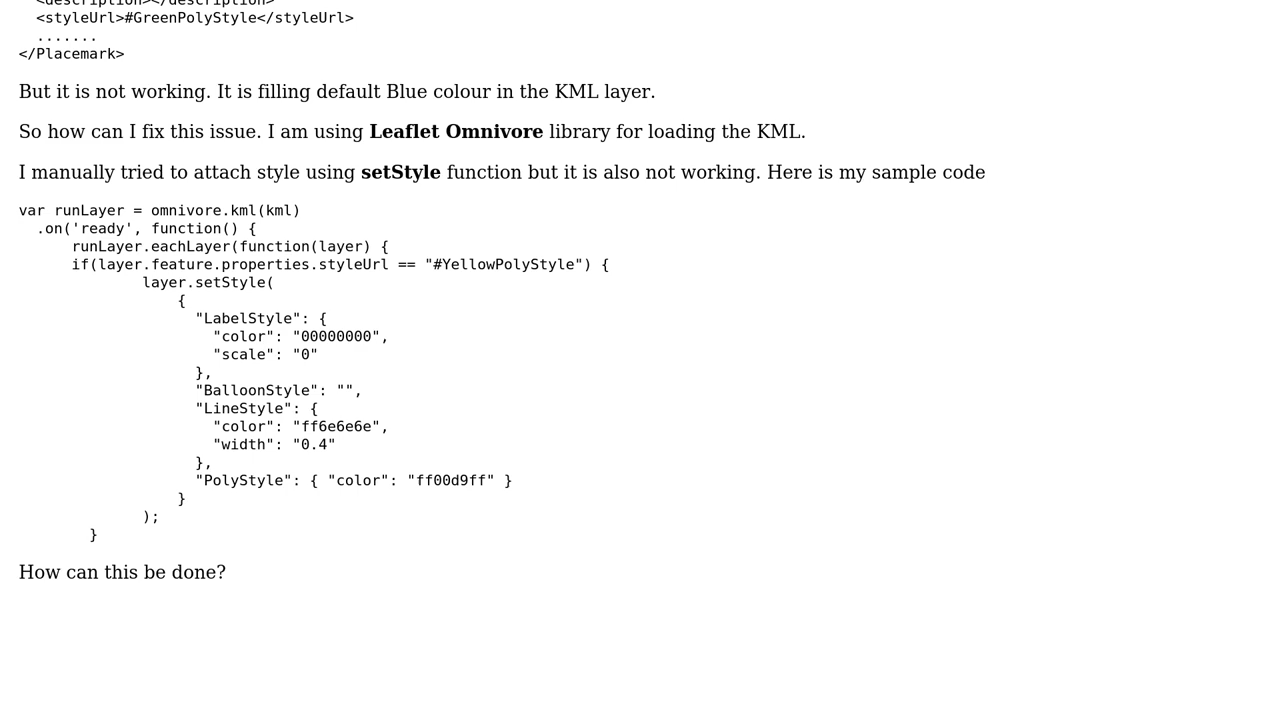 <description></description>
<styleUrl>#GreenPolyStyle</styleUrl>
.......
</Placemark>
But it is not working. It is filling default Blue colour in the KML layer.
So how can I fix this issue. I am using Leaflet Omnivore library for loading the KML.
I manually tried to attach style using setStyle function but it is also not working. Here is my sample code
var runLayer = omnivore.kml(kml)
.on('ready', function() {
runLayer.eachLayer(function(layer) {
if(layer.feature.properties.styleUrl == "#YellowPolyStyle") {
layer.setStyle(
{
"LabelStyle": {
"color": "00000000",
"scale": "0"
},
"BalloonStyle": "",
"LineStyle": {
"color": "ff6e6e6e",
"width": "0.4"
},
"PolyStyle": { "color": "ff00d9ff" }
}
);
}
How can this be done?